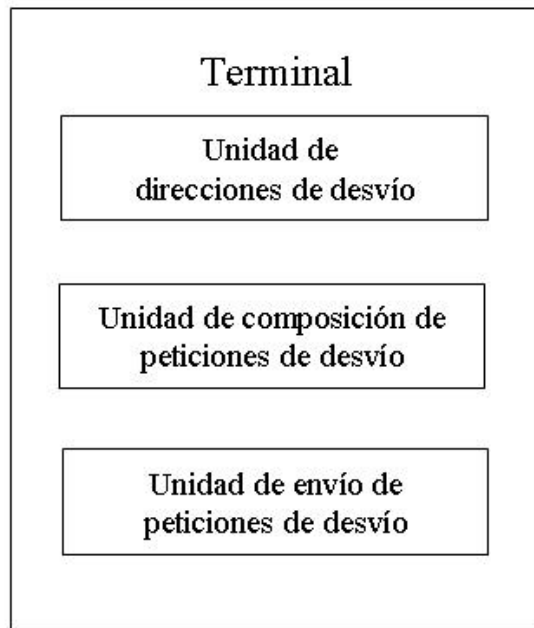 Terminal
Unidad de
direcciones de desvío
Unidad de composición de
peticiones de desvío
Unidad de envío de
peticiones de desvío